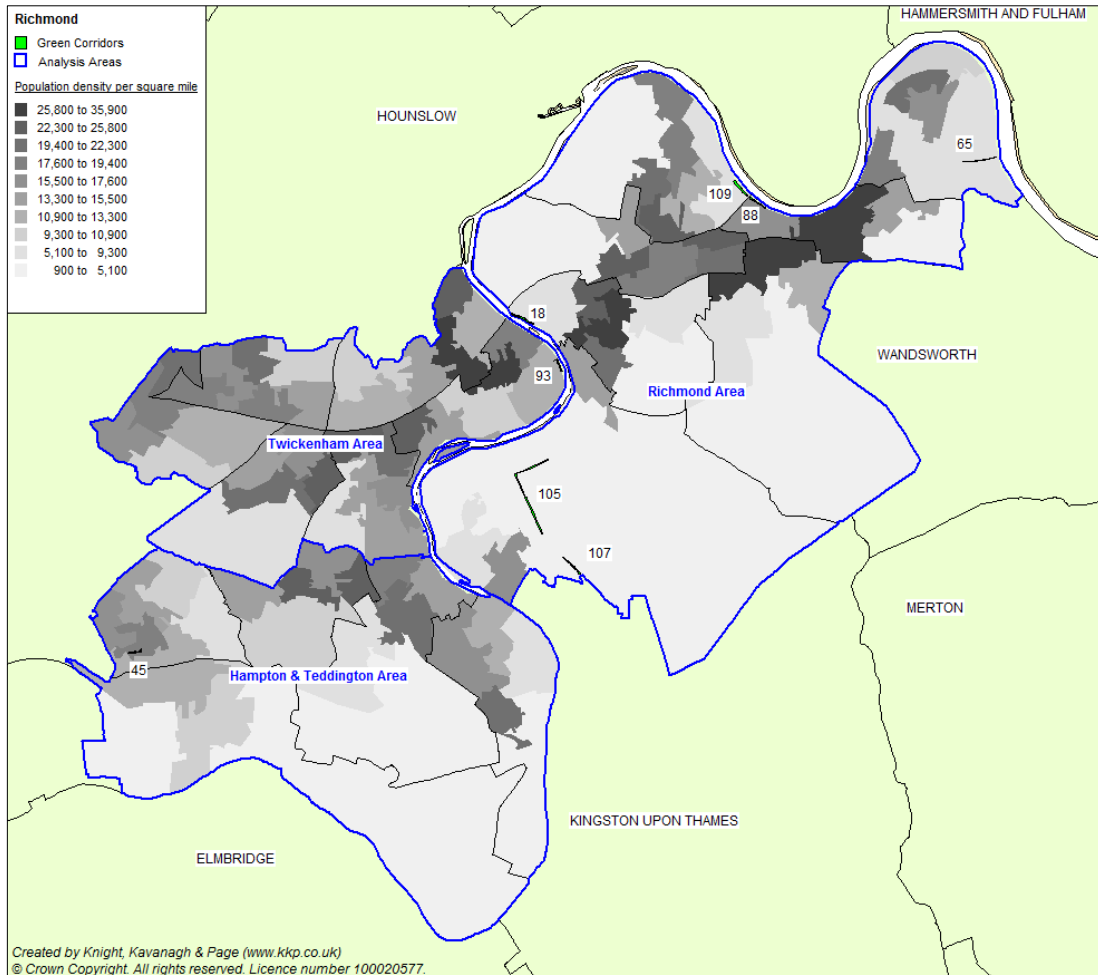 Richmond
Green Corridors
Analysis Areas
Population density per square mile
25,800 to 35,900
22,300 to 25,800
19,400 to 22,300
17,600 to 19,400
15,500 to 17,600
13,300 to 15,500
10,900 to 13,300
9,300 to 10,900
5,100 to 9,300
900 to 5,100
HAMMERSMITH AND FULHAM
HOUNSLOW
65
109
88
18
WANDSWORTH
93
Richmond Area
Twickenham Area
105
107
MERTON
45
Hampton & Teddington Area
KINGSTON UPON THAMES
ELMBRIDGE
Created by Knight, Kavanagh & Page (www.kkp.co.uk)
© Crown Copyright. All rights reserved. Licence number 100020577.